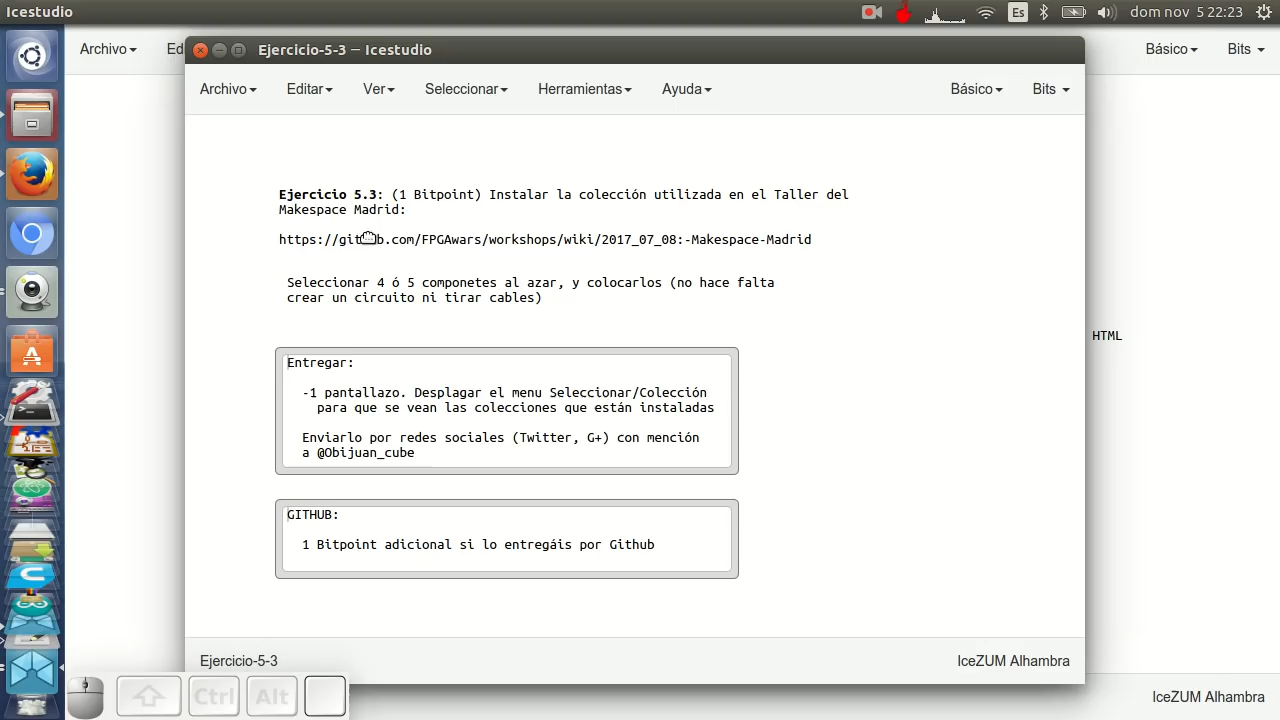 Icestudio
Es
dom nov 5 22:23
Archivo
Ed
Básico
Bits
Ejercicio-5-3 – Icestudio
Archivo
Editar
Ver
Seleccionar
Herramientas
Ayuda
Básico
Bits
Ejercicio 5.3: (1 Bitpoint) Instalar la colección utilizada en el Taller del
Makespace Madrid:
https://github.com/FPGAwars/workshops/wiki/2017_07_08:-Makespace-Madrid
Seleccionar 4 ó 5 componetes al azar, y colocarlos (no hace falta
crear un circuito ni tirar cables)
HTML
Entregar:
-1 pantallazo. Desplagar el menu Seleccionar/Colección
para que se vean las colecciones que están instaladas
Enviarlo por redes sociales (Twitter, G+) con mención
a @Obijuan_cube
GITHUB:
1 Bitpoint adicional si lo entregáis por Github
Ejercicio-5-3
IceZUM Alhambra
IceZUM Alhambra
Ctrl
Alt